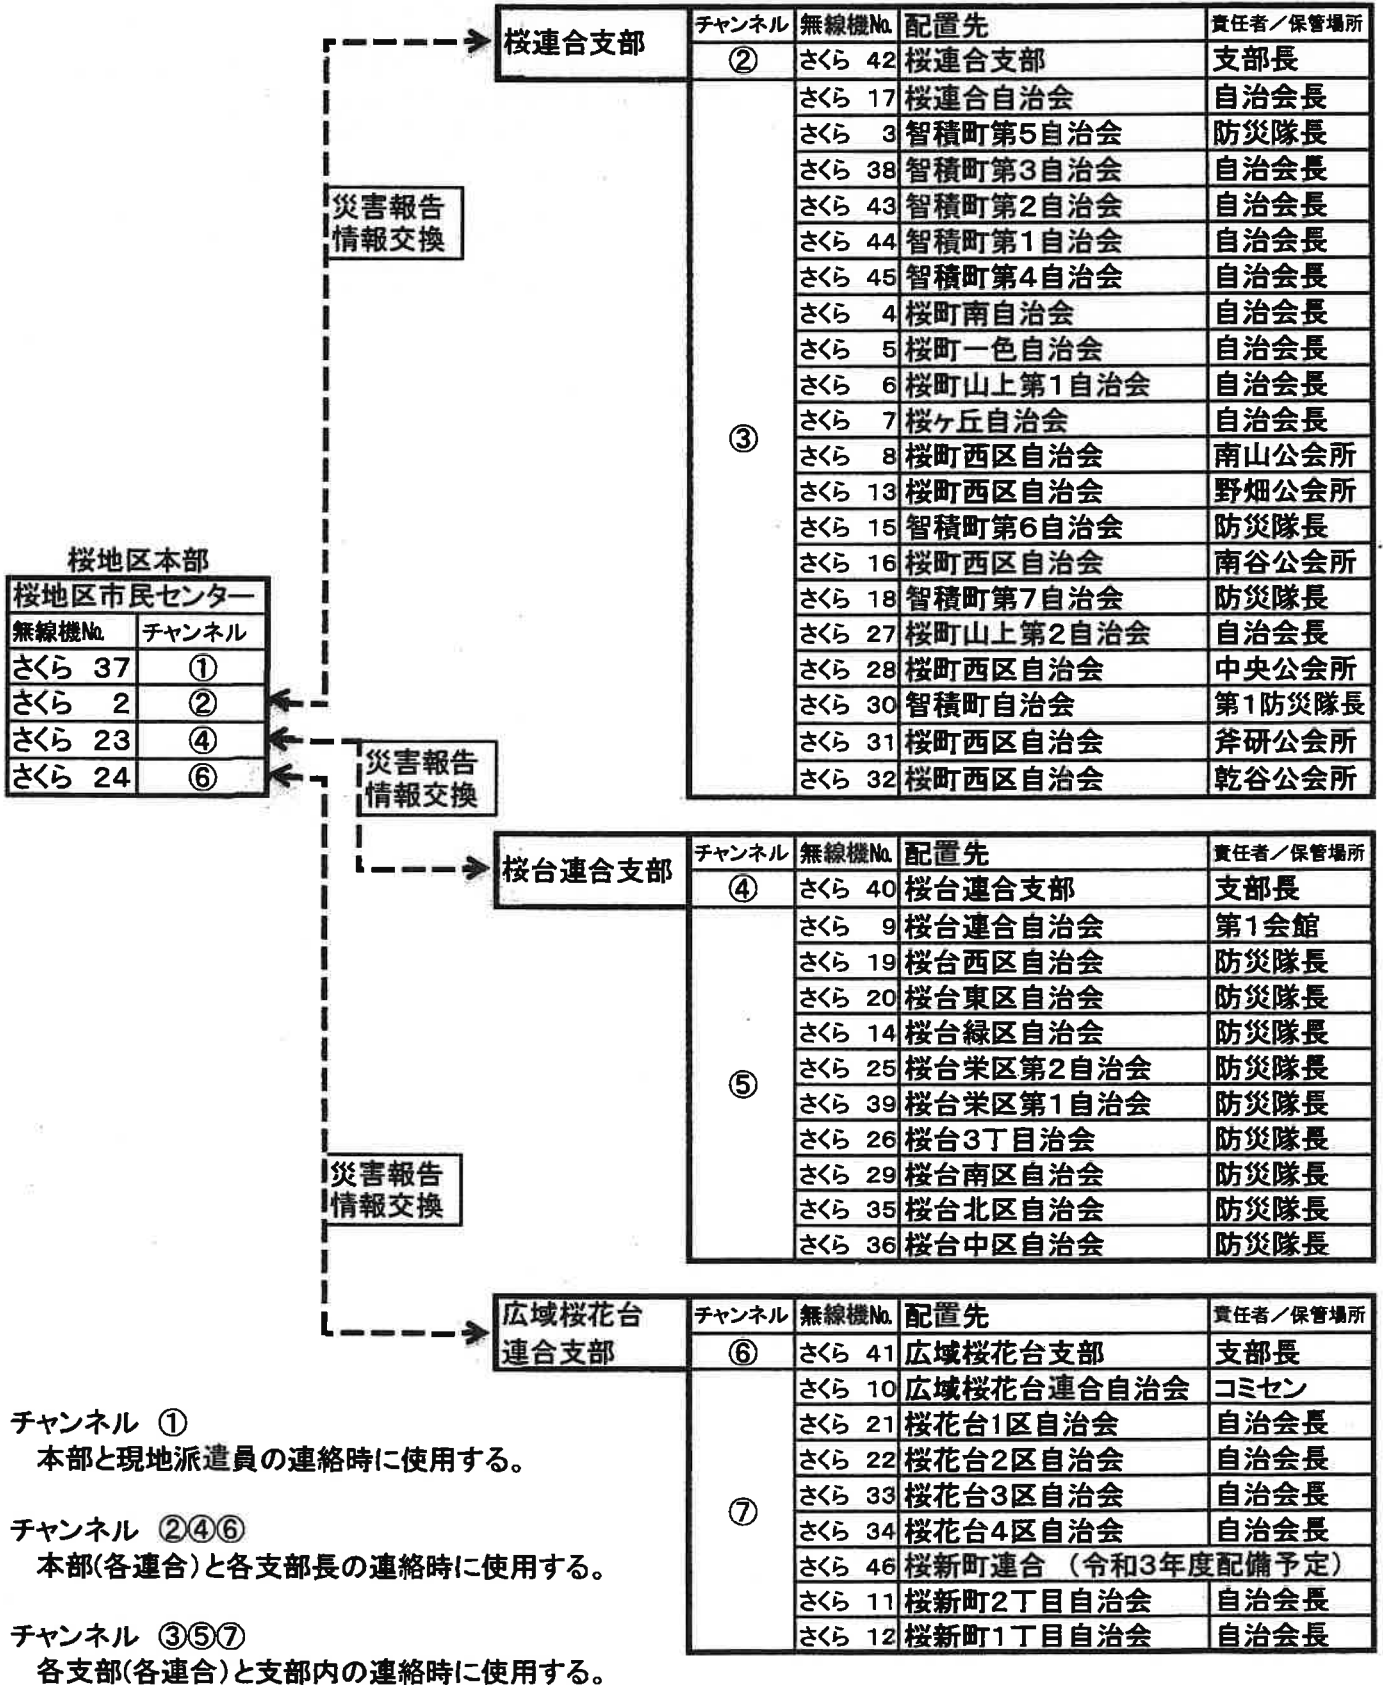 桜連合支部
チャンネル 無線機№ 配置先 責任者／保管場所
② さくら 42 桜連合支部 支部長
③
さくら 17 桜連合自治会 自治会長
さくら 3 智積町第5自治会 防災隊長
さくら 38 智積町第3自治会 自治会長
さくら 43 智積町第2自治会 自治会長
さくら 44 智積町第1自治会 自治会長
さくら 45 智積町第4自治会 自治会長
さくら 4 桜町南自治会 自治会長
さくら 5 桜町一色自治会 自治会長
さくら 6 桜町山上第1自治会 自治会長
さくら 7 桜ヶ丘自治会 自治会長
さくら 8 桜町西区自治会 南山公会所
さくら 13 桜町西区自治会 野畑公会所
さくら 15 智積町第6自治会 防災隊長
さくら 16 桜町西区自治会 南谷公会所
さくら 18 智積町第7自治会 防災隊長
さくら 27 桜町山上第2自治会 自治会長
さくら 28 桜町西区自治会 中央公会所
さくら 30 智積町自治会 第1防災隊長
さくら 31 桜町西区自治会 斧研公会所
さくら 32 桜町西区自治会 乾谷公会所
災害報告
情報交換
桜地区本部
桜地区市民センター
無線機№ チャンネル
さくら 37 ①
さくら 2 ②
さくら 23 ④
さくら 24 ⑥
災害報告
情報交換
桜台連合支部
チャンネル 無線機№ 配置先 責任者／保管場所
④ さくら 40 桜台連合支部 支部長
⑤
さくら 9 桜台連合自治会 第1会館
さくら 19 桜台西区自治会 防災隊長
さくら 20 桜台東区自治会 防災隊長
さくら 14 桜台緑区自治会 防災隊長
さくら 25 桜台栄区第2自治会 防災隊長
さくら 39 桜台栄区第1自治会 防災隊長
さくら 26 桜台3丁目治会 防災隊長
さくら 29 桜台南区自治会 防災隊長
さくら 35 桜台北区自治会 防災隊長
さくら 36 桜台中区自治会 防災隊長
災害報告
情報交換
広域桜花台
連合支部
チャンネル 無線機№ 配置先 責任者／保管場所
⑥ さくら 41 広域桜花台支部 支部長
⑦
さくら 10 広域桜花台連合自治会 コミセン
さくら 21 桜花台1区自治会 自治会長
さくら 22 桜花台2区自治会 自治会長
さくら 33 桜花台3区自治会 自治会長
さくら 34 桜花台4区自治会 自治会長
さくら 46 桜新町連合 （令和3年度配備予定）
さくら 11 桜新町2丁目自治会 自治会長
さくら 12 桜新町1丁目自治会 自治会長
チャンネル ①
本部と現地派遣員の連絡時に使用する。
チャンネル ②④⑥
本部(各連合)と各支部長の連絡時に使用する。
チャンネル ③⑤⑦
各支部(各連合)と支部内の連絡時に使用する。